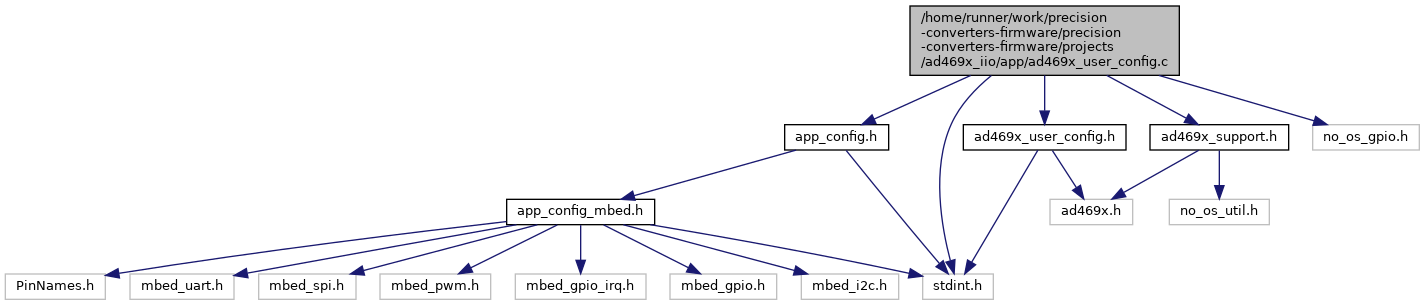 /home/runner/work/precision
-converters-firmware/precision
-converters-firmware/projects
/ad469x_iio/app/ad469x_user_config.c
app_config.h
ad469x_user_config.h
ad469x_support.h
no_os_gpio.h
app_config_mbed.h
ad469x.h
no_os_util.h
PinNames.h
mbed_uart.h
mbed_spi.h
mbed_pwm.h
mbed_gpio_irq.h
mbed_gpio.h
mbed_i2c.h
stdint.h